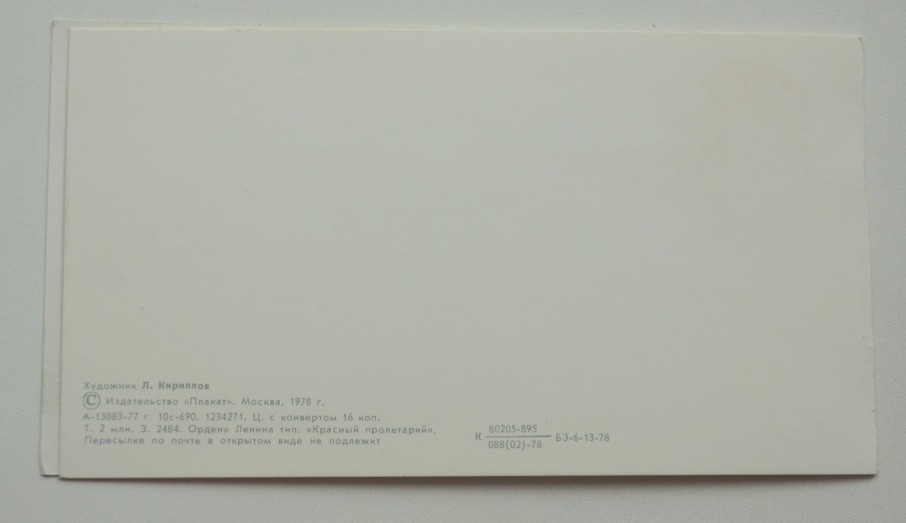 Художник Л. Кириллов
© Издательство «Плакат». Москва, 1978 г.
А-13883-77 г. 10с-690. 1234271. Ц. с конвертом 16 коп.
Т. 2 млн. З. 2484. Ордена Ленина тип. «Красный пролетарий».
Пересылке по почте в открытом виде не подлежит
К 80205-895 БЗ-6-13-78
088(02)-78